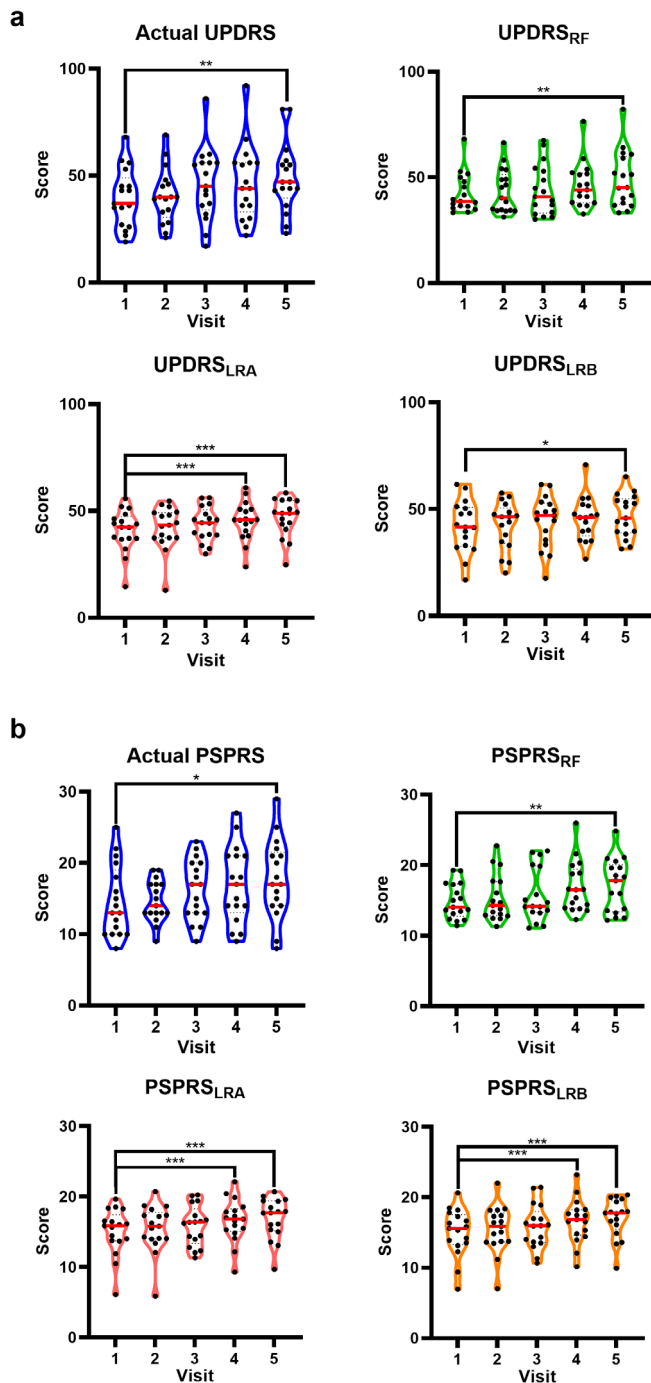 a
Actual UPDRS
**
100
50
0
Score
1 2 3 4 5
Visit
UPDRSRF
**
100
50
0
Score
1 2 3 4 5
Visit
UPDRSLRA
***
***
100
50
0
Score
1 2 3 4 5
Visit
UPDRSLRB
*
100
50
0
Score
1 2 3 4 5
Visit
b
Actual PSPRS
*
30
20
10
0
Score
1 2 3 4 5
Visit
PSPRSRF
**
30
20
10
0
Score
1 2 3 4 5
Visit
PSPRSLRA
***
***
30
20
10
0
Score
1 2 3 4 5
Visit
PSPRSLRB
***
***
30
20
10
0
Score
1 2 3 4 5
Visit